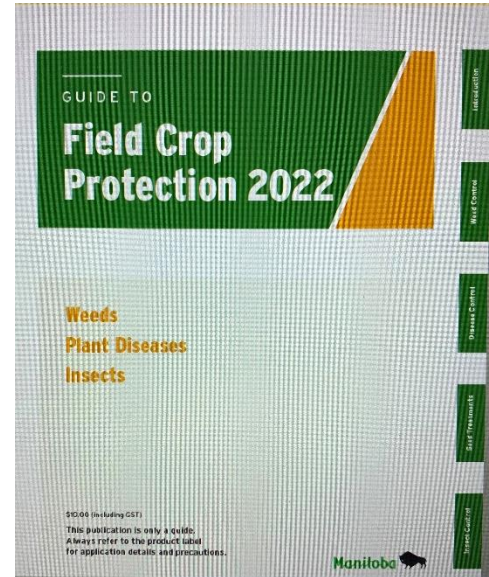 GUIDE TO
Field Crop
Protection 2022
Weeds
Plant Diseases
Insects
$10.00 (including GST)
This publication is only a guide.
Always refer to the product label
for application details and precautions.
Manitoba
Introduction
Weed Control
Disease Control
Seed Treatments
Insect Control